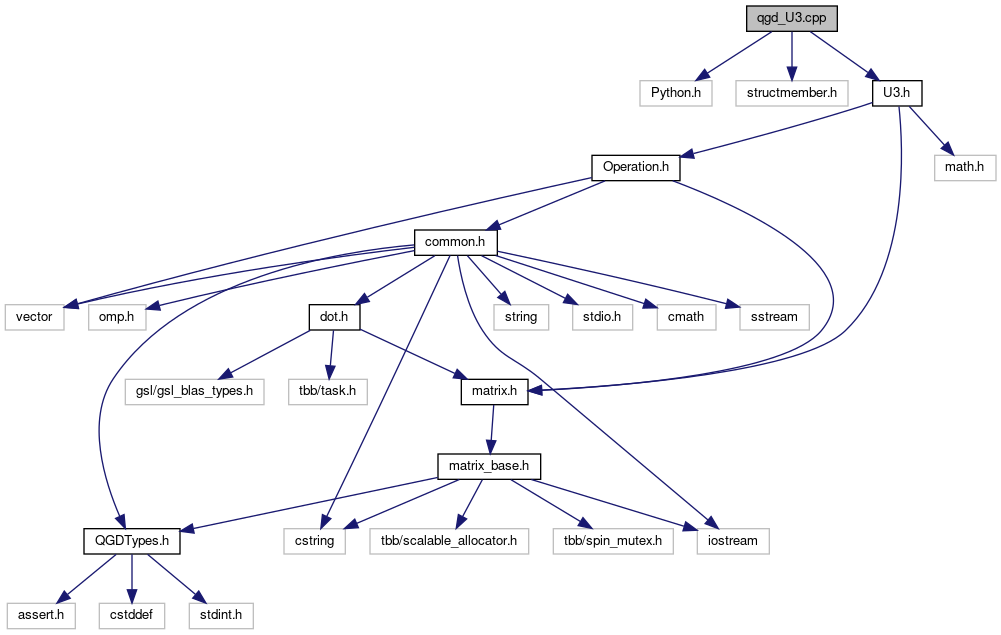 qgd_U3.cpp
Python.h
structmember.h
U3.h
Operation.h
math.h
common.h
vector
omp.h
dot.h
string
stdio.h
cmath
sstream
gsl/gsl_blas_types.h
tbb/task.h
matrix.h
matrix_base.h
QGDTypes.h
cstring
tbb/scalable_allocator.h
tbb/spin_mutex.h
iostream
assert.h
cstddef
stdint.h